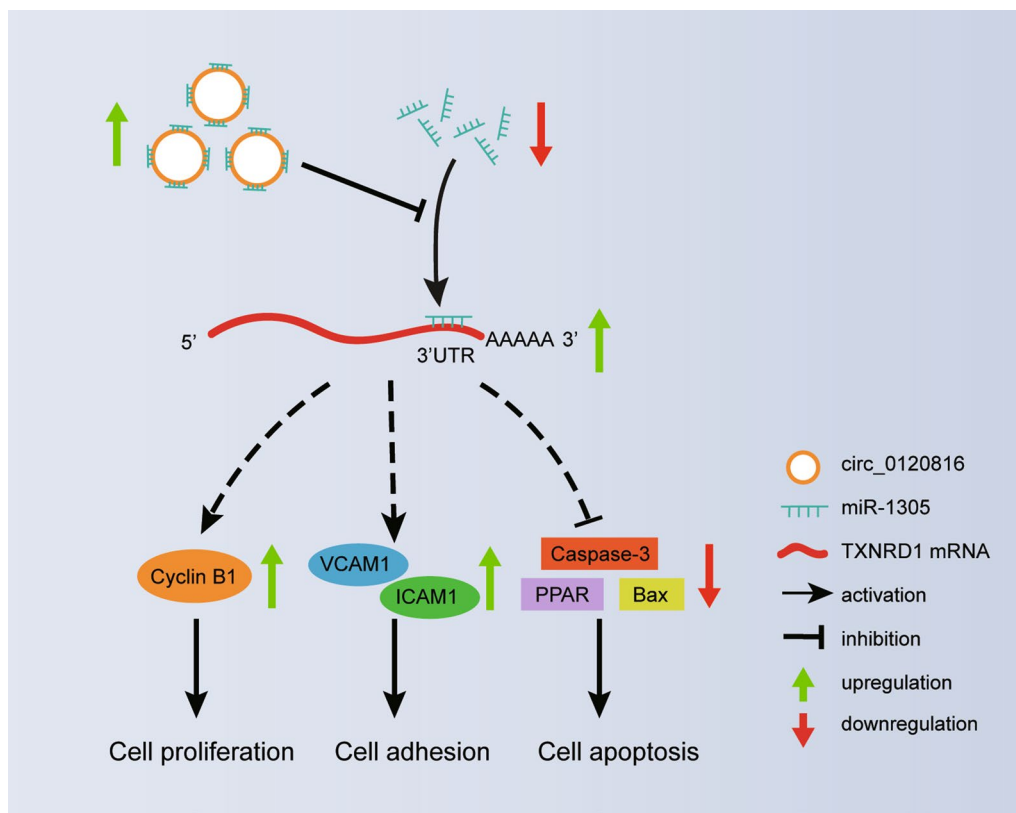 5’
AAAAA 3’
3’UTR
Cyclin B1
VCAM1
ICAM1
Caspase-3
PPAR
Bax
Cell proliferation
Cell adhesion
Cell apoptosis
circ_0120816
miR-1305
TXNRD1 mRNA
activation
inhibition
upregulation
downregulation